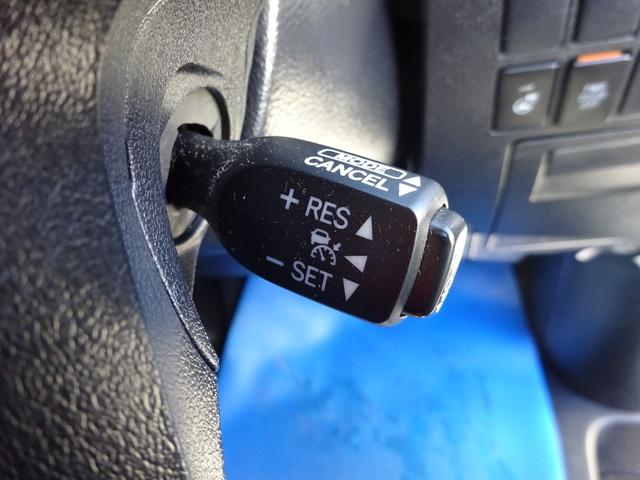 MODE
CANCEL
+ RES
- SET